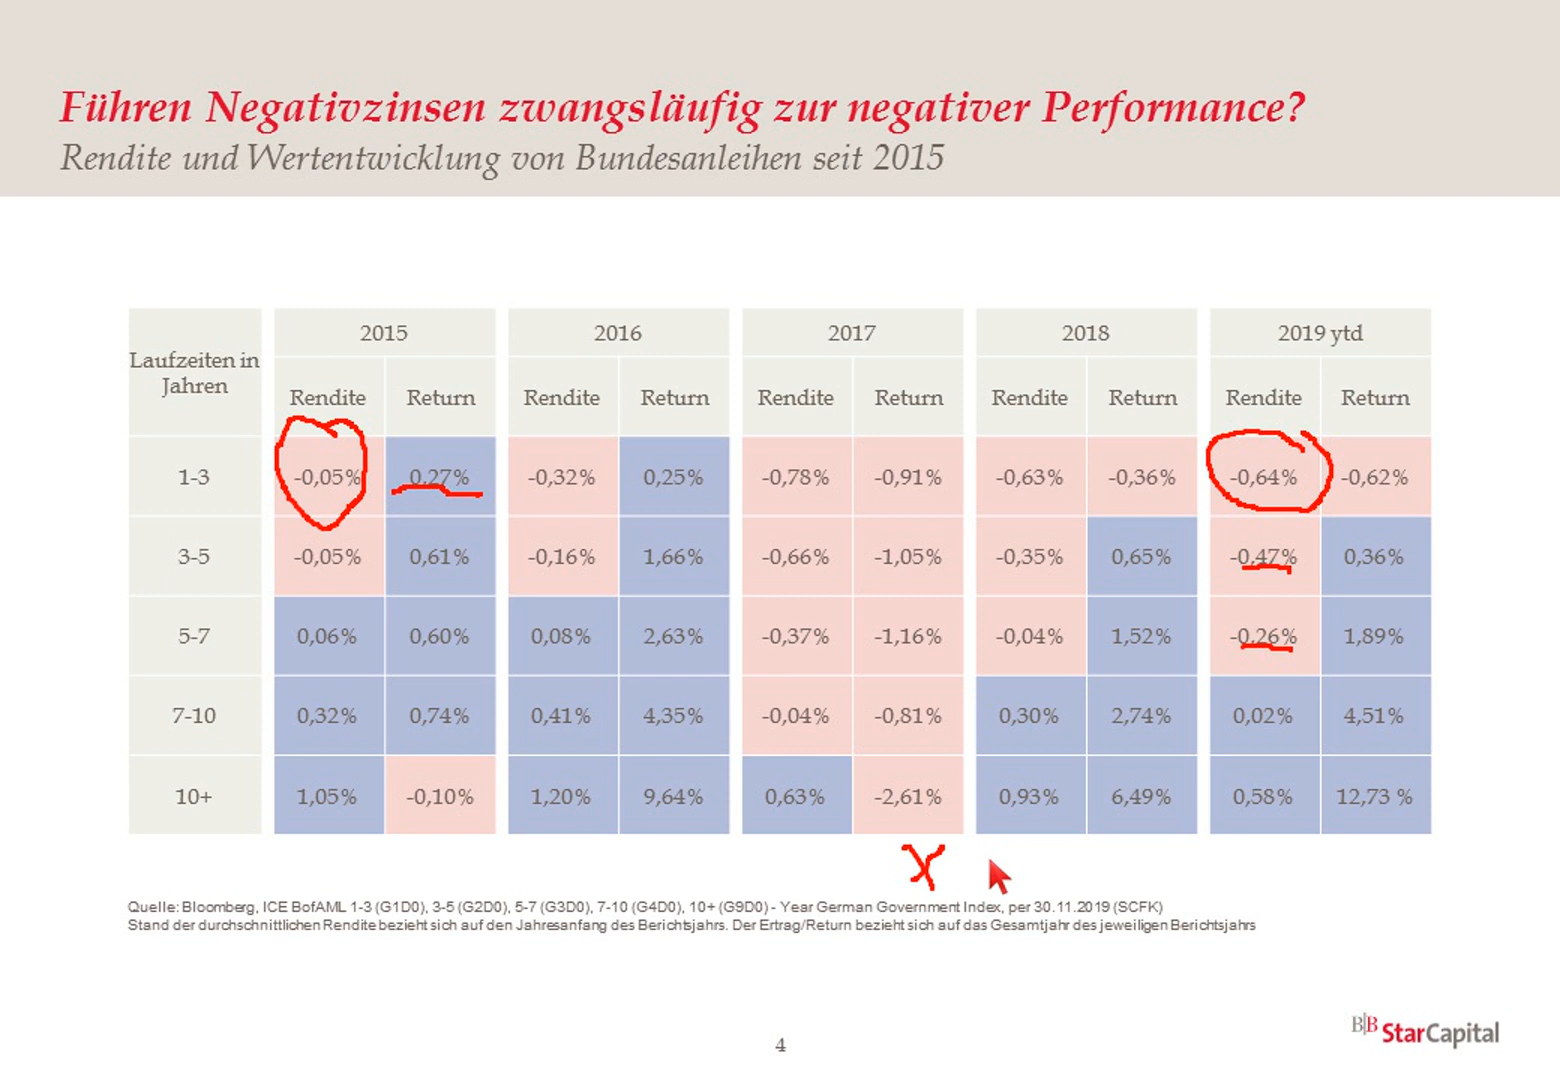 Führen Negativzinsen zwangsläufig zur negativer Performance?
Rendite und Wertentwicklung von Bundesanleihen seit 2015
Laufzeiten in Jahren 2015 2016 2017 2018 2019 ytd
Rendite Return Rendite Return Rendite Return Rendite Return Rendite Return
1-3 -0,05% 0,27% -0,32% 0,25% -0,78% -0,91% -0,63% -0,36% -0,64% -0,62%
3-5 -0,05% 0,61% -0,16% 1,66% -0,66% -1,05% -0,35% 0,65% -0,47% 0,36%
5-7 0,06% 0,60% 0,08% 2,63% -0,37% -1,16% -0,04% 1,52% -0,26% 1,89%
7-10 0,32% 0,74% 0,41% 4,35% -0,04% -0,81% 0,30% 2,74% 0,02% 4,51%
10+ 1,05% -0,10% 1,20% 9,64% 0,63% -2,61% 0,93% 6,49% 0,58% 12,73 %
Quelle: Bloomberg, ICE BofAML 1-3 (G1D0), 3-5 (G2D0), 5-7 (G3D0), 7-10 (G4D0), 10+ (G9D0) - Year German Government Index, per 30.11.2019 (SCFK)
Stand der durchschnittlichen Rendite bezieht sich auf den Jahresanfang des Berichtsjahrs. Der Ertrag/Return bezieht sich auf das Gesamtjahr des jeweiligen Berichtsjahrs
B|B StarCapital
4